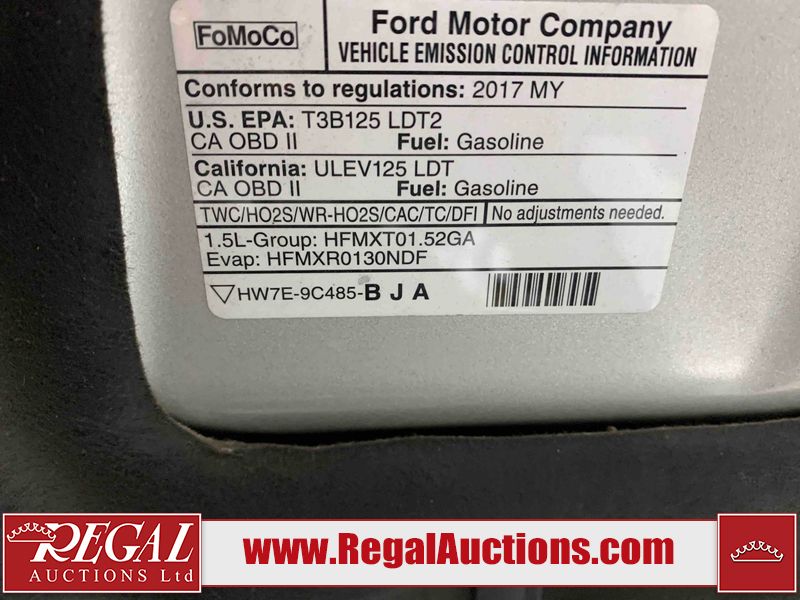 FoMoCo
Ford Motor Company
VEHICLE EMISSION CONTROL INFORMATION
Conforms to regulations: 2017 MY
U.S. EPA: T3B125 LDT2
CA OBD II Fuel: Gasoline
California: ULEV125 LDT
CA OBD II Fuel: Gasoline
TWC/HO2S/WR-HO2S/CAC/TC/DFI No adjustments needed.
1.5L-Group: HFMXT01.52GA
Evap: HFMXR0130NDF
HW7E-9C485-B J A
REGAL
AUCTIONS Ltd
www.RegalAuctions.com